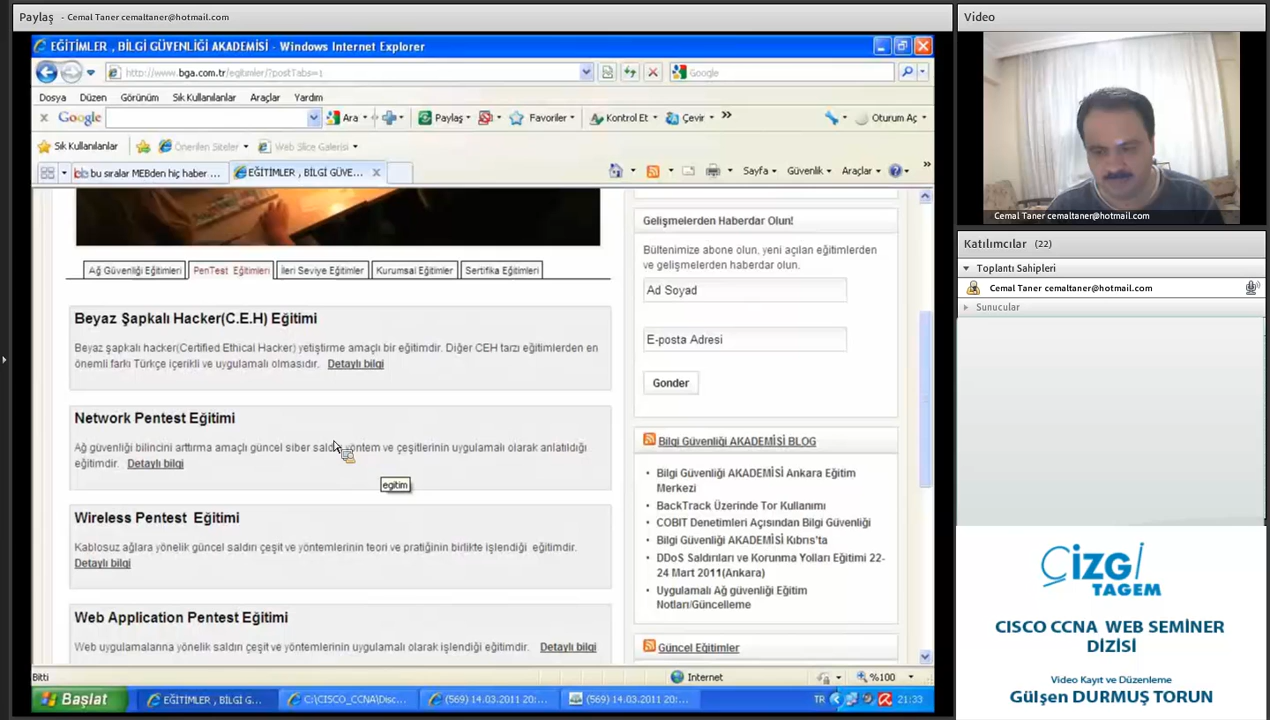 Paylaş - Cemal Taner cemaltaner@hotmail.com
EĞİTİMLER , BİLGİ GÜVENLİĞİ AKADEMİSİ - Windows Internet Explorer
http://www.bga.com.tr/egitimler/?postTabs=1
Google
Dosya Düzen Görünüm Sık Kullanılanlar Araçlar Yardım
Google Ara Paylaş Favoriler Kontrol Et Çevir Oturum Aç
Sık Kullanılanlar Önerilen Siteler Web Slice Galerisi
bu sıralar MEBden hiç haber ... EĞİTİMLER , BİLGİ GÜVE... Sayfa Güvenlik Araçlar
Ağ Güvenliği Eğitimleri PenTest Eğitimleri İleri Seviye Eğitimler Kurumsal Eğitimler Sertifika Eğitimleri
Beyaz Şapkalı Hacker(C.E.H) Eğitimi
Beyaz şapkalı hacker(Certified Ethical Hacker) yetiştirme amaçlı bir eğitimdir. Diğer CEH tarzı eğitimlerden en
önemli farkı Türkçe içerikli ve uygulamalı olmasıdır. Detaylı bilgi
Network Pentest Eğitimi
Ağ güvenliği bilincini arttırma amaçlı güncel siber saldırı yöntem ve çeşitlerinin uygulamalı olarak anlatıldığı
eğitimdir. Detaylı bilgi
egitim
Wireless Pentest Eğitimi
Kablosuz ağlara yönelik güncel saldırı çeşit ve yöntemlerinin teori ve pratiğinin birlikte işlendiği eğitimdir.
Detaylı bilgi
Web Application Pentest Eğitimi
Web uygulamalarına yönelik saldırı çeşit ve yöntemlerinin uygulamalı olarak işlendiği eğitimdir. Detaylı bilgi
Gelişmelerden Haberdar Olun!
Bültenimize abone olun, yeni açılan eğitimlerden
ve gelişmelerden haberdar olun.
Ad Soyad
E-posta Adresi
Gonder
Bilgi Güvenliği AKADEMİSİ BLOG
Bilgi Güvenliği AKADEMİSİ Ankara Eğitim
Merkezi
BackTrack Üzerinde Tor Kullanımı
COBIT Denetimleri Açısından Bilgi Güvenliği
Bilgi Güvenliği AKADEMİSİ Kıbrıs'ta
DDoS Saldırıları ve Korunma Yolları Eğitimi 22-
24 Mart 2011(Ankara)
Uygulamalı Ağ güvenliği Eğitim
Notları/Güncelleme
Güncel Eğitimler
Bitti Internet %100
Başlat EĞİTİMLER , BİLGİ G... C:\CISCO_CCNA\Disc... (569) 14.03.2011 20:... (569) 14.03.2011 20:... TR 21:33
Video
Cemal Taner cemaltaner@hotmail.com
Katılımcılar (22)
Toplantı Sahipleri
Cemal Taner cemaltaner@hotmail.com
Sunucular
ÇİZGİ
TAGEM
CISCO CCNA WEB SEMİNER
DİZİSİ
Video Kayıt ve Düzenleme
Gülşen DURMUŞ TORUN